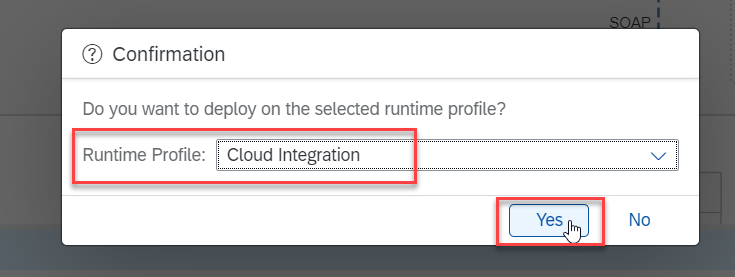 SOAP
Confirmation
Do you want to deploy on the selected runtime profile?
Runtime Profile: Cloud Integration
Yes No